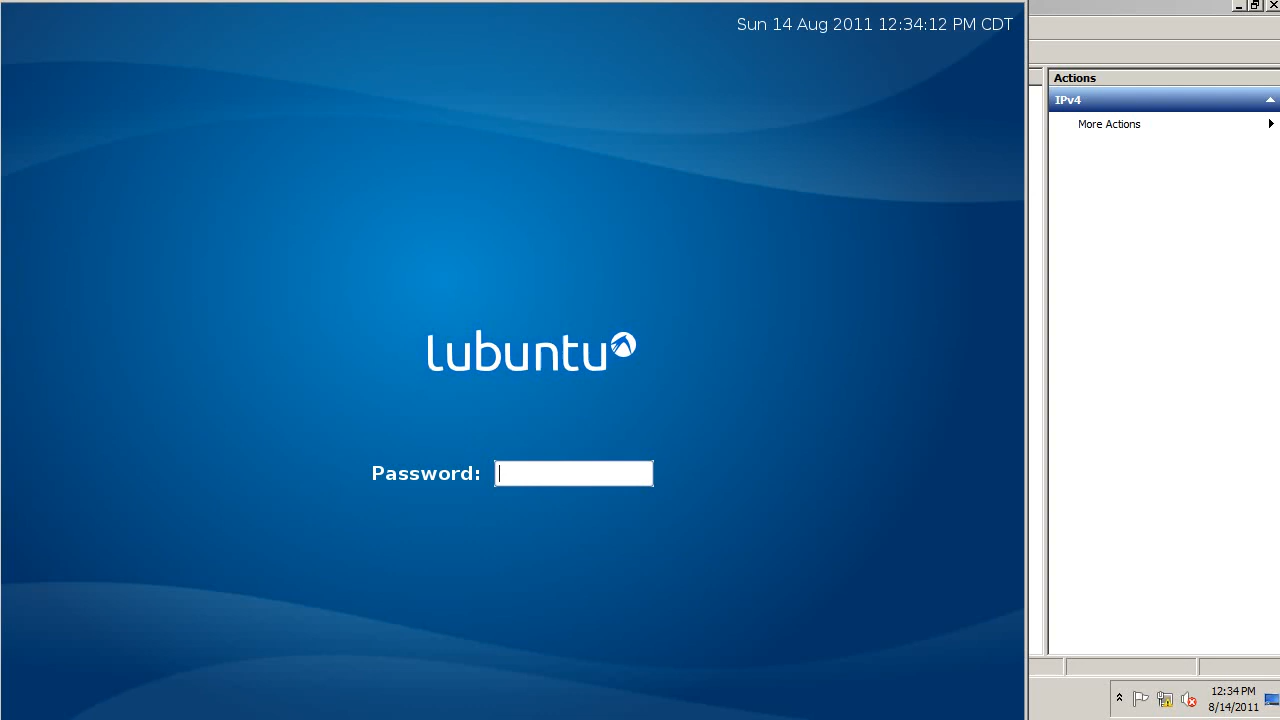 Sun 14 Aug 2011 12:34:12 PM CDT
Actions
IPv4
More Actions
lubuntu
Password:
12:34 PM
8/14/2011